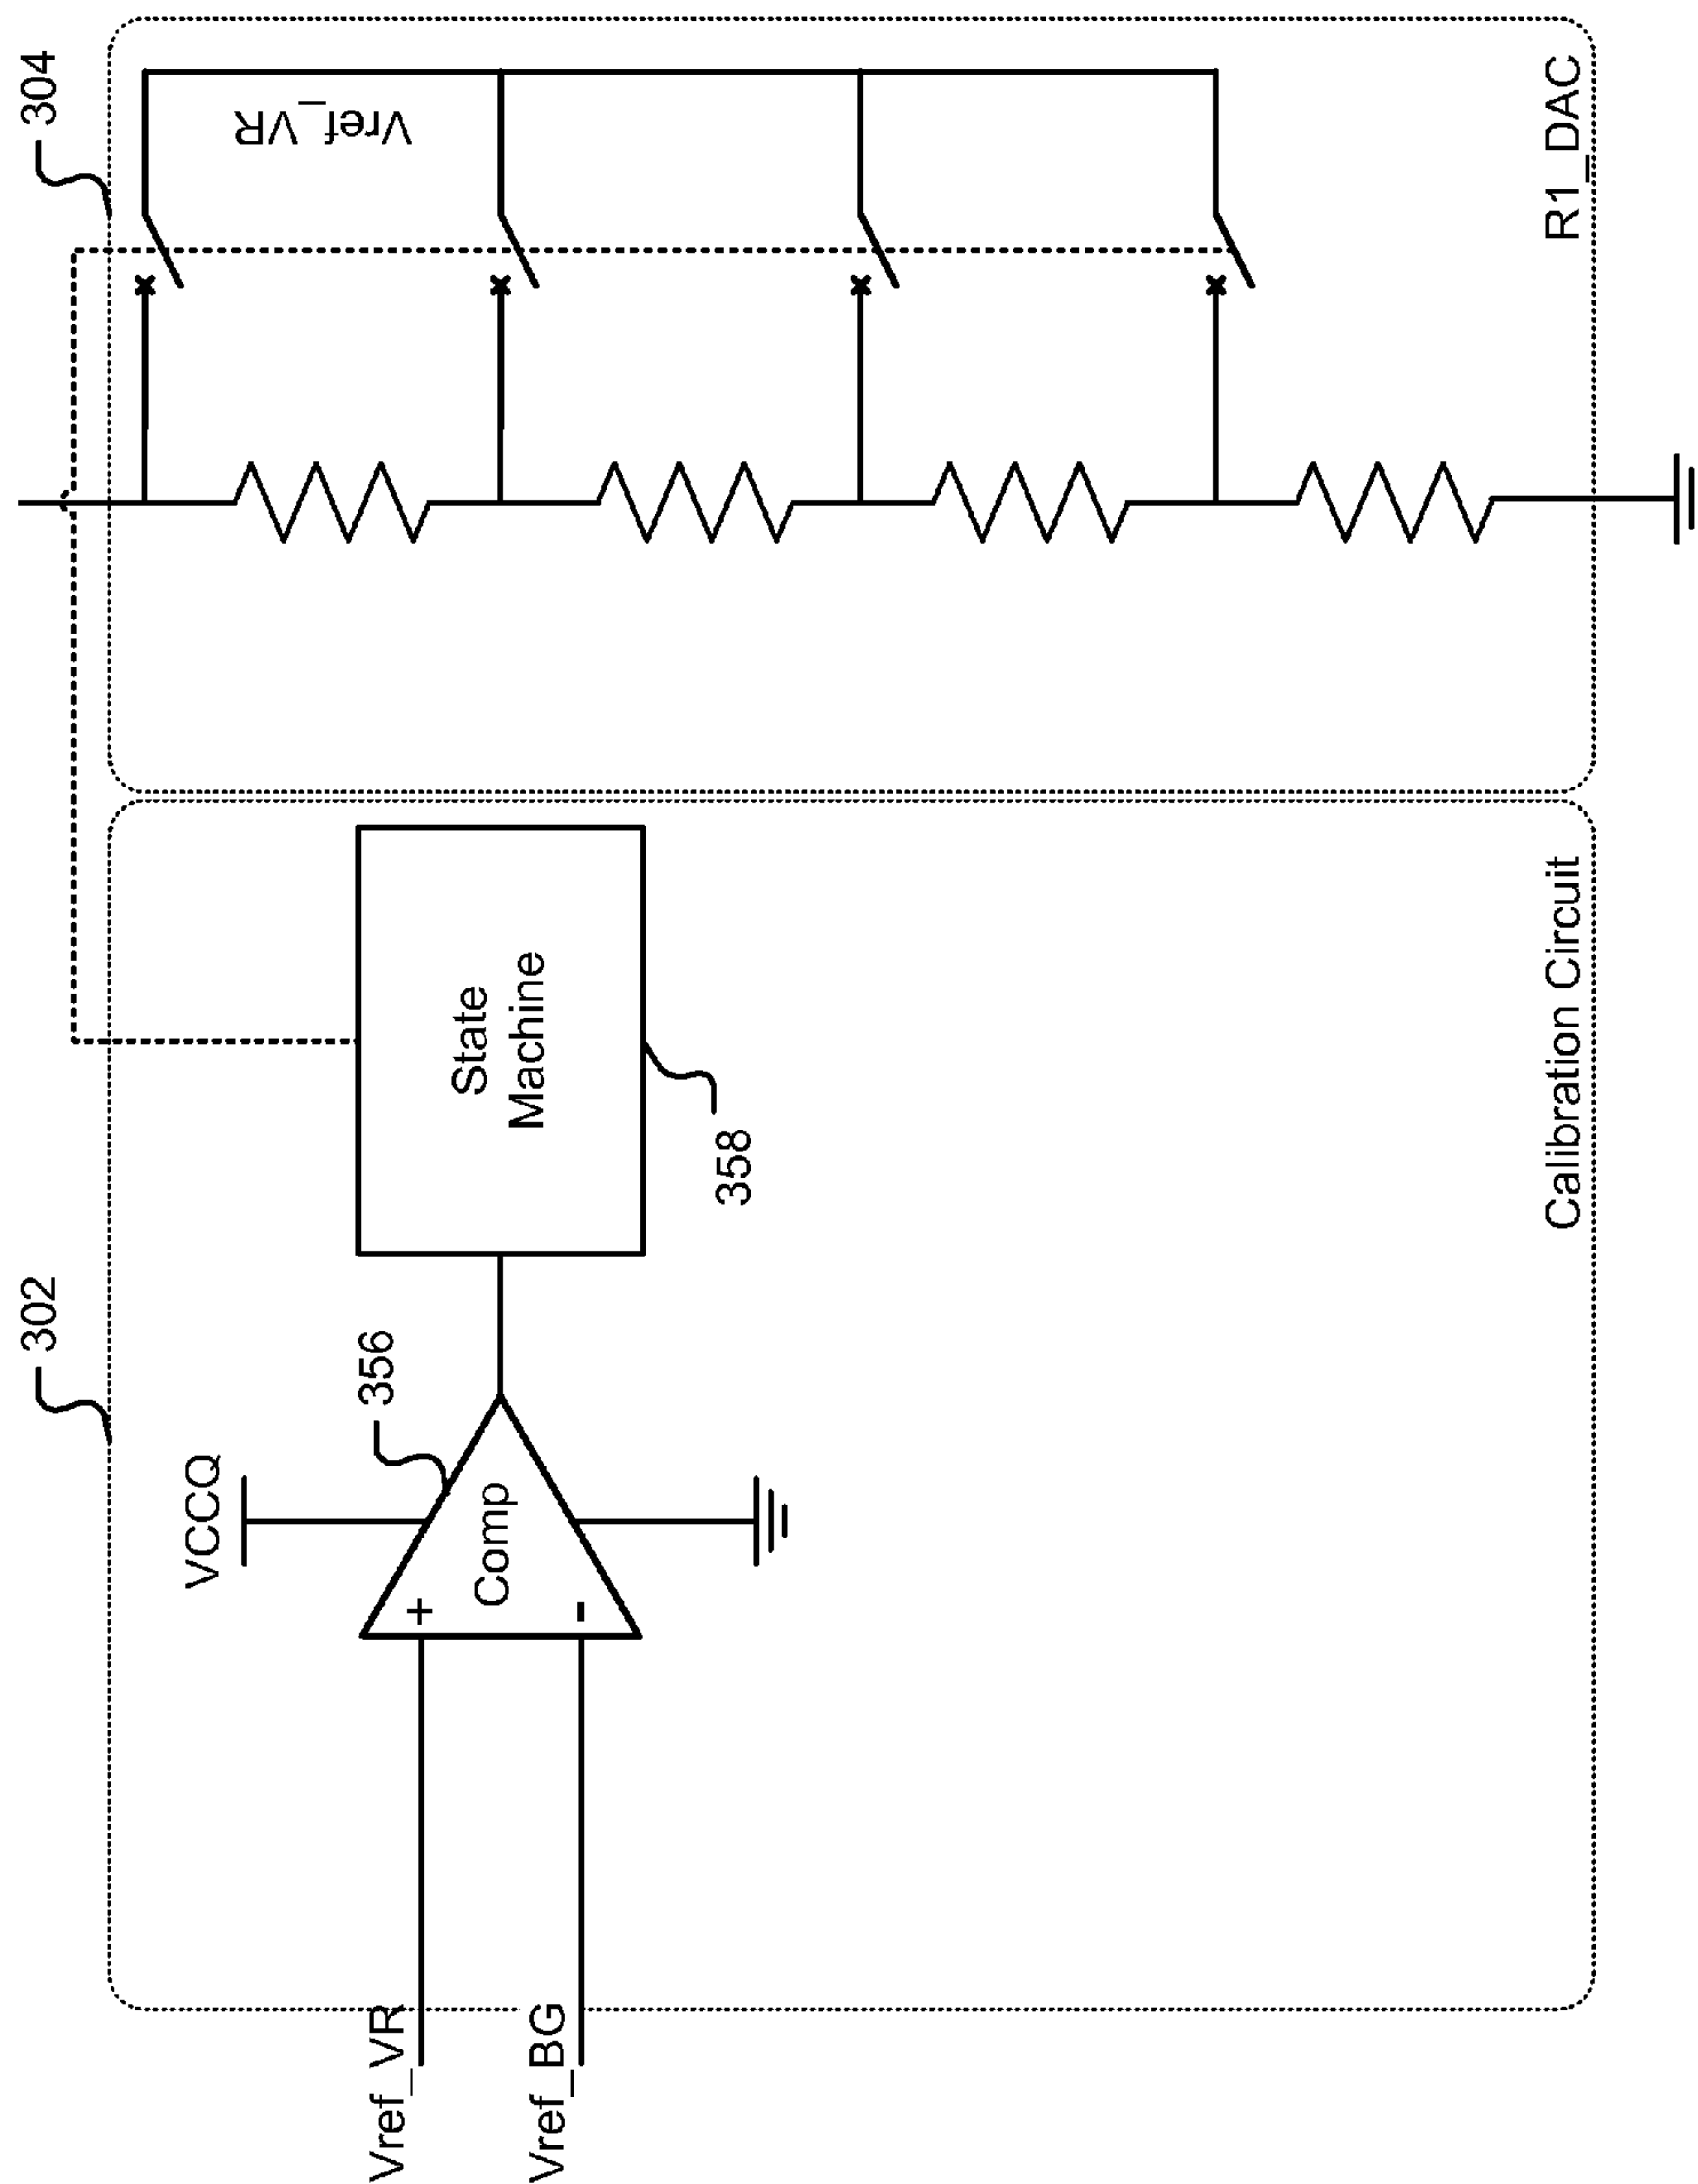 302
304
VCCQ
356
Vref_VR
+
Comp
-
Vref_BG
State
Machine
358
Vref_VR
Calibration Circuit
R1_DAC